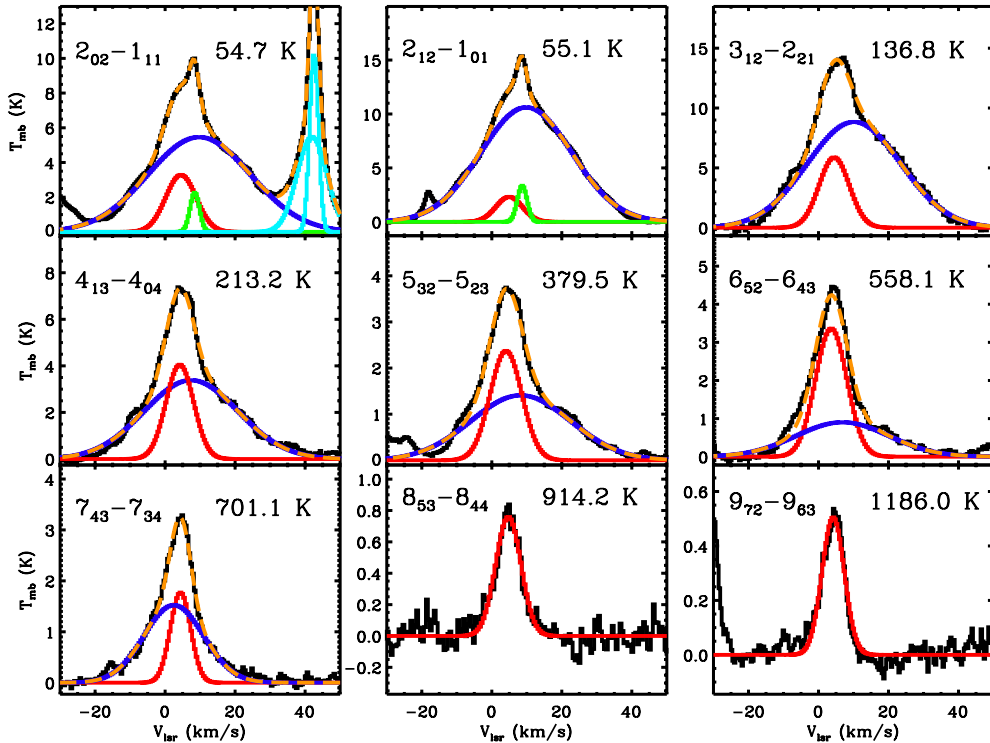 2₀₂−1₁₁ 54.7 K
2₁₂−1₀₁ 55.1 K
3₁₂−2₂₁ 136.8 K
T_mb (K)
12
10
8
6
4
2
0
15
10
5
0
15
10
5
0
4₁₃−4₀₄ 213.2 K
5₃₂−5₂₃ 379.5 K
6₅₂−6₄₃ 558.1 K
T_mb (K)
8
6
4
2
0
4
3
2
1
0
6
5
4
3
2
1
0
7₄₃−7₃₄ 701.1 K
8₅₃−8₄₄ 914.2 K
9₇₂−9₆₃ 1186.0 K
T_mb (K)
4
3
2
1
0
1.0
0.8
0.6
0.4
0.2
0.0
-0.2
0.6
0.4
0.2
0.0
−20 0 20 40
−20 0 20 40
−20 0 20 40
V_lsr (km/s)
V_lsr (km/s)
V_lsr (km/s)